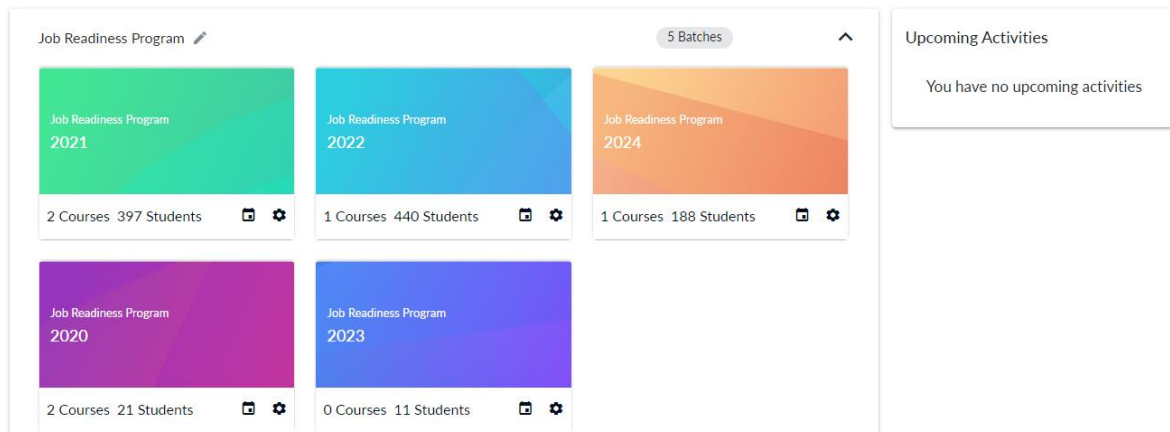 Job Readiness Program
5 Batches
Job Readiness Program
2021
2 Courses 397 Students
Job Readiness Program
2022
1 Courses 440 Students
Job Readiness Program
2024
1 Courses 188 Students
Job Readiness Program
2020
2 Courses 21 Students
Job Readiness Program
2023
0 Courses 11 Students
Upcoming Activities
You have no upcoming activities